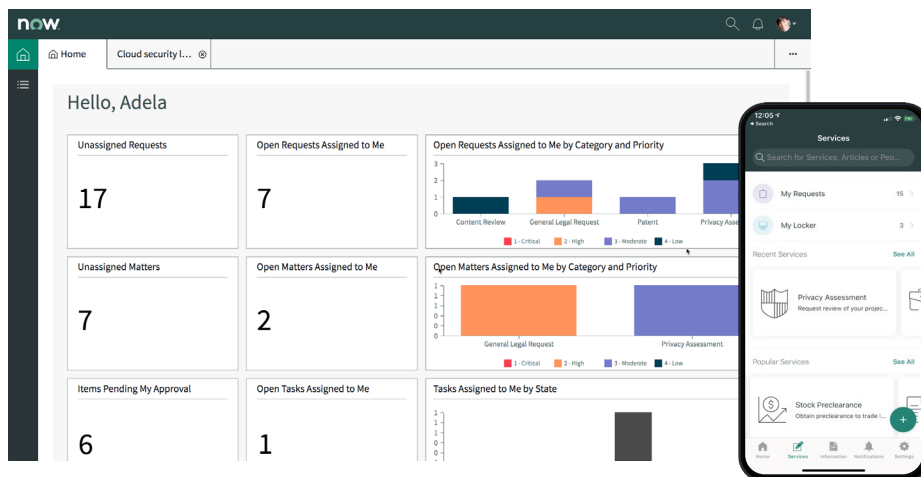 now.
Home
Cloud security l...
Hello, Adela
Unassigned Requests
17
Open Requests Assigned to Me
7
Open Requests Assigned to Me by Category and Priority
3
2
1
0
Content Review
General Legal Request
Patent
Privacy Asse
1 - Critical
2 - High
3 - Moderate
4 - Low
Unassigned Matters
7
Open Matters Assigned to Me
2
Open Matters Assigned to Me by Category and Priority
1
1
1
0
0
0
General Legal Request
Privacy Assessment
1 - Critical
2 - High
3 - Moderate
4 - Low
Items Pending My Approval
6
Open Tasks Assigned to Me
1
Tasks Assigned to Me by State
1
1
1
0
0
12:05
Search
Services
Search for Services, Articles or Peo...
My Requests
15
My Locker
3
Recent Services
See All
Privacy Assessment
Request review of your projec...
Popular Services
See All
Stock Preclearance
Obtain preclearance to trade i...
Home
Services
Information
Notifications
Settings